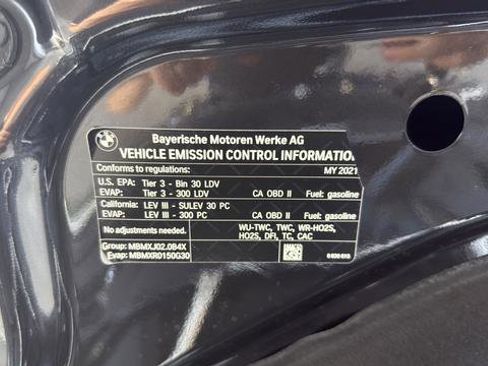 Bayerische Motoren Werke AG
VEHICLE EMISSION CONTROL INFORMATION
Conforms to regulations: MY 2021
U.S. EPA: Tier 3 - Bin 30 LDV
EVAP: Tier 3 - 300 LDV CA OBD II Fuel: gasoline
California: LEV III - SULEV 30 PC
EVAP: LEV III - 300 PC CA OBD II Fuel: gasoline
No adjustments needed. WU-TWC, TWC, WR-HO2S,
HO2S, DFI, TC, CAC
Group: MBMXJ02.0B4X
Evap: MBMXR0150G30